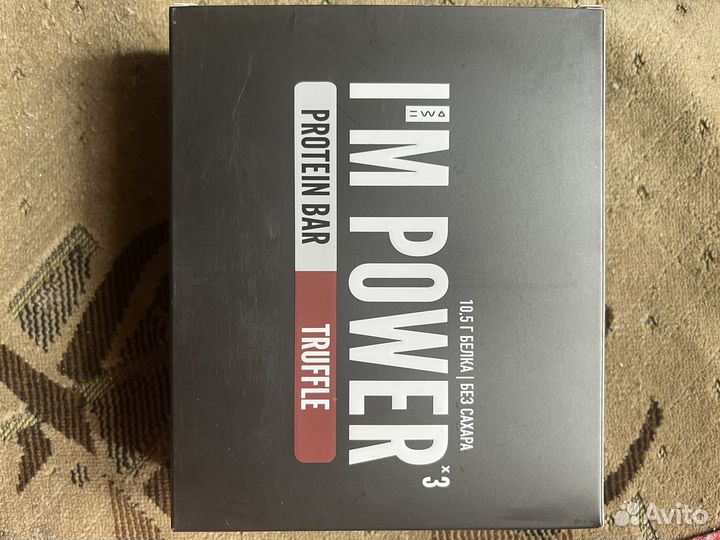 10,5 Г БЕЛКА | БЕЗ САХАРА
I'M POWER x3
PROTEIN BAR TRUFFLE
Avito